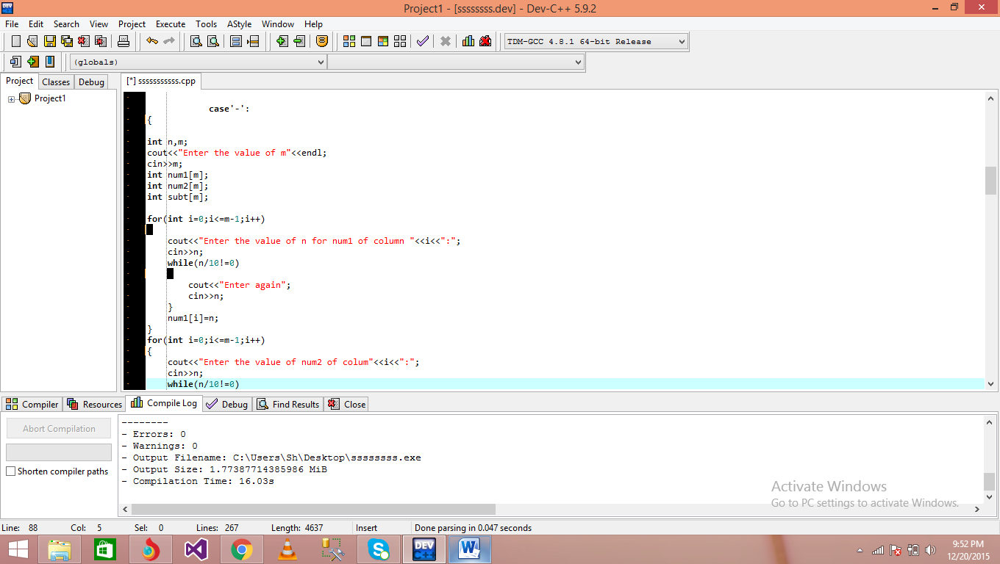 Project1 - [ssssssss.dev] - Dev-C++ 5.9.2
File Edit Search View Project Execute Tools AStyle Window Help
TDM-GCC 4.8.1 64-bit Release
(globals)
Project Classes Debug
[*] sssssssssss.cpp
Project1
case'-':
{
int n,m;
cout<<"Enter the value of m"<<endl;
cin>>m;
int num1[m];
int num2[m];
int subt[m];
for(int i=0;i<=m-1;i++)
cout<<"Enter the value of n for num1 of column "<<i<<":";
cin>>n;
while(n/10!=0)
cout<<"Enter again";
cin>>n;
}
num1[i]=n;
}
for(int i=0;i<=m-1;i++)
{
cout<<"Enter the value of num2 of colum"<<i<<":";
cin>>n;
while(n/10!=0)
Compiler Resources Compile Log Debug Find Results Close
Abort Compilation
Shorten compiler paths
--------
- Errors: 0
- Warnings: 0
- Output Filename: C:\Users\Sh\Desktop\ssssssss.exe
- Output Size: 1.77387714385986 MiB
- Compilation Time: 16.03s
Activate Windows
Go to PC settings to activate Windows.
Line: 88 Col: 5 Sel: 0 Lines: 267 Length: 4637 Insert Done parsing in 0.047 seconds
DEV
9:52 PM
12/20/2015